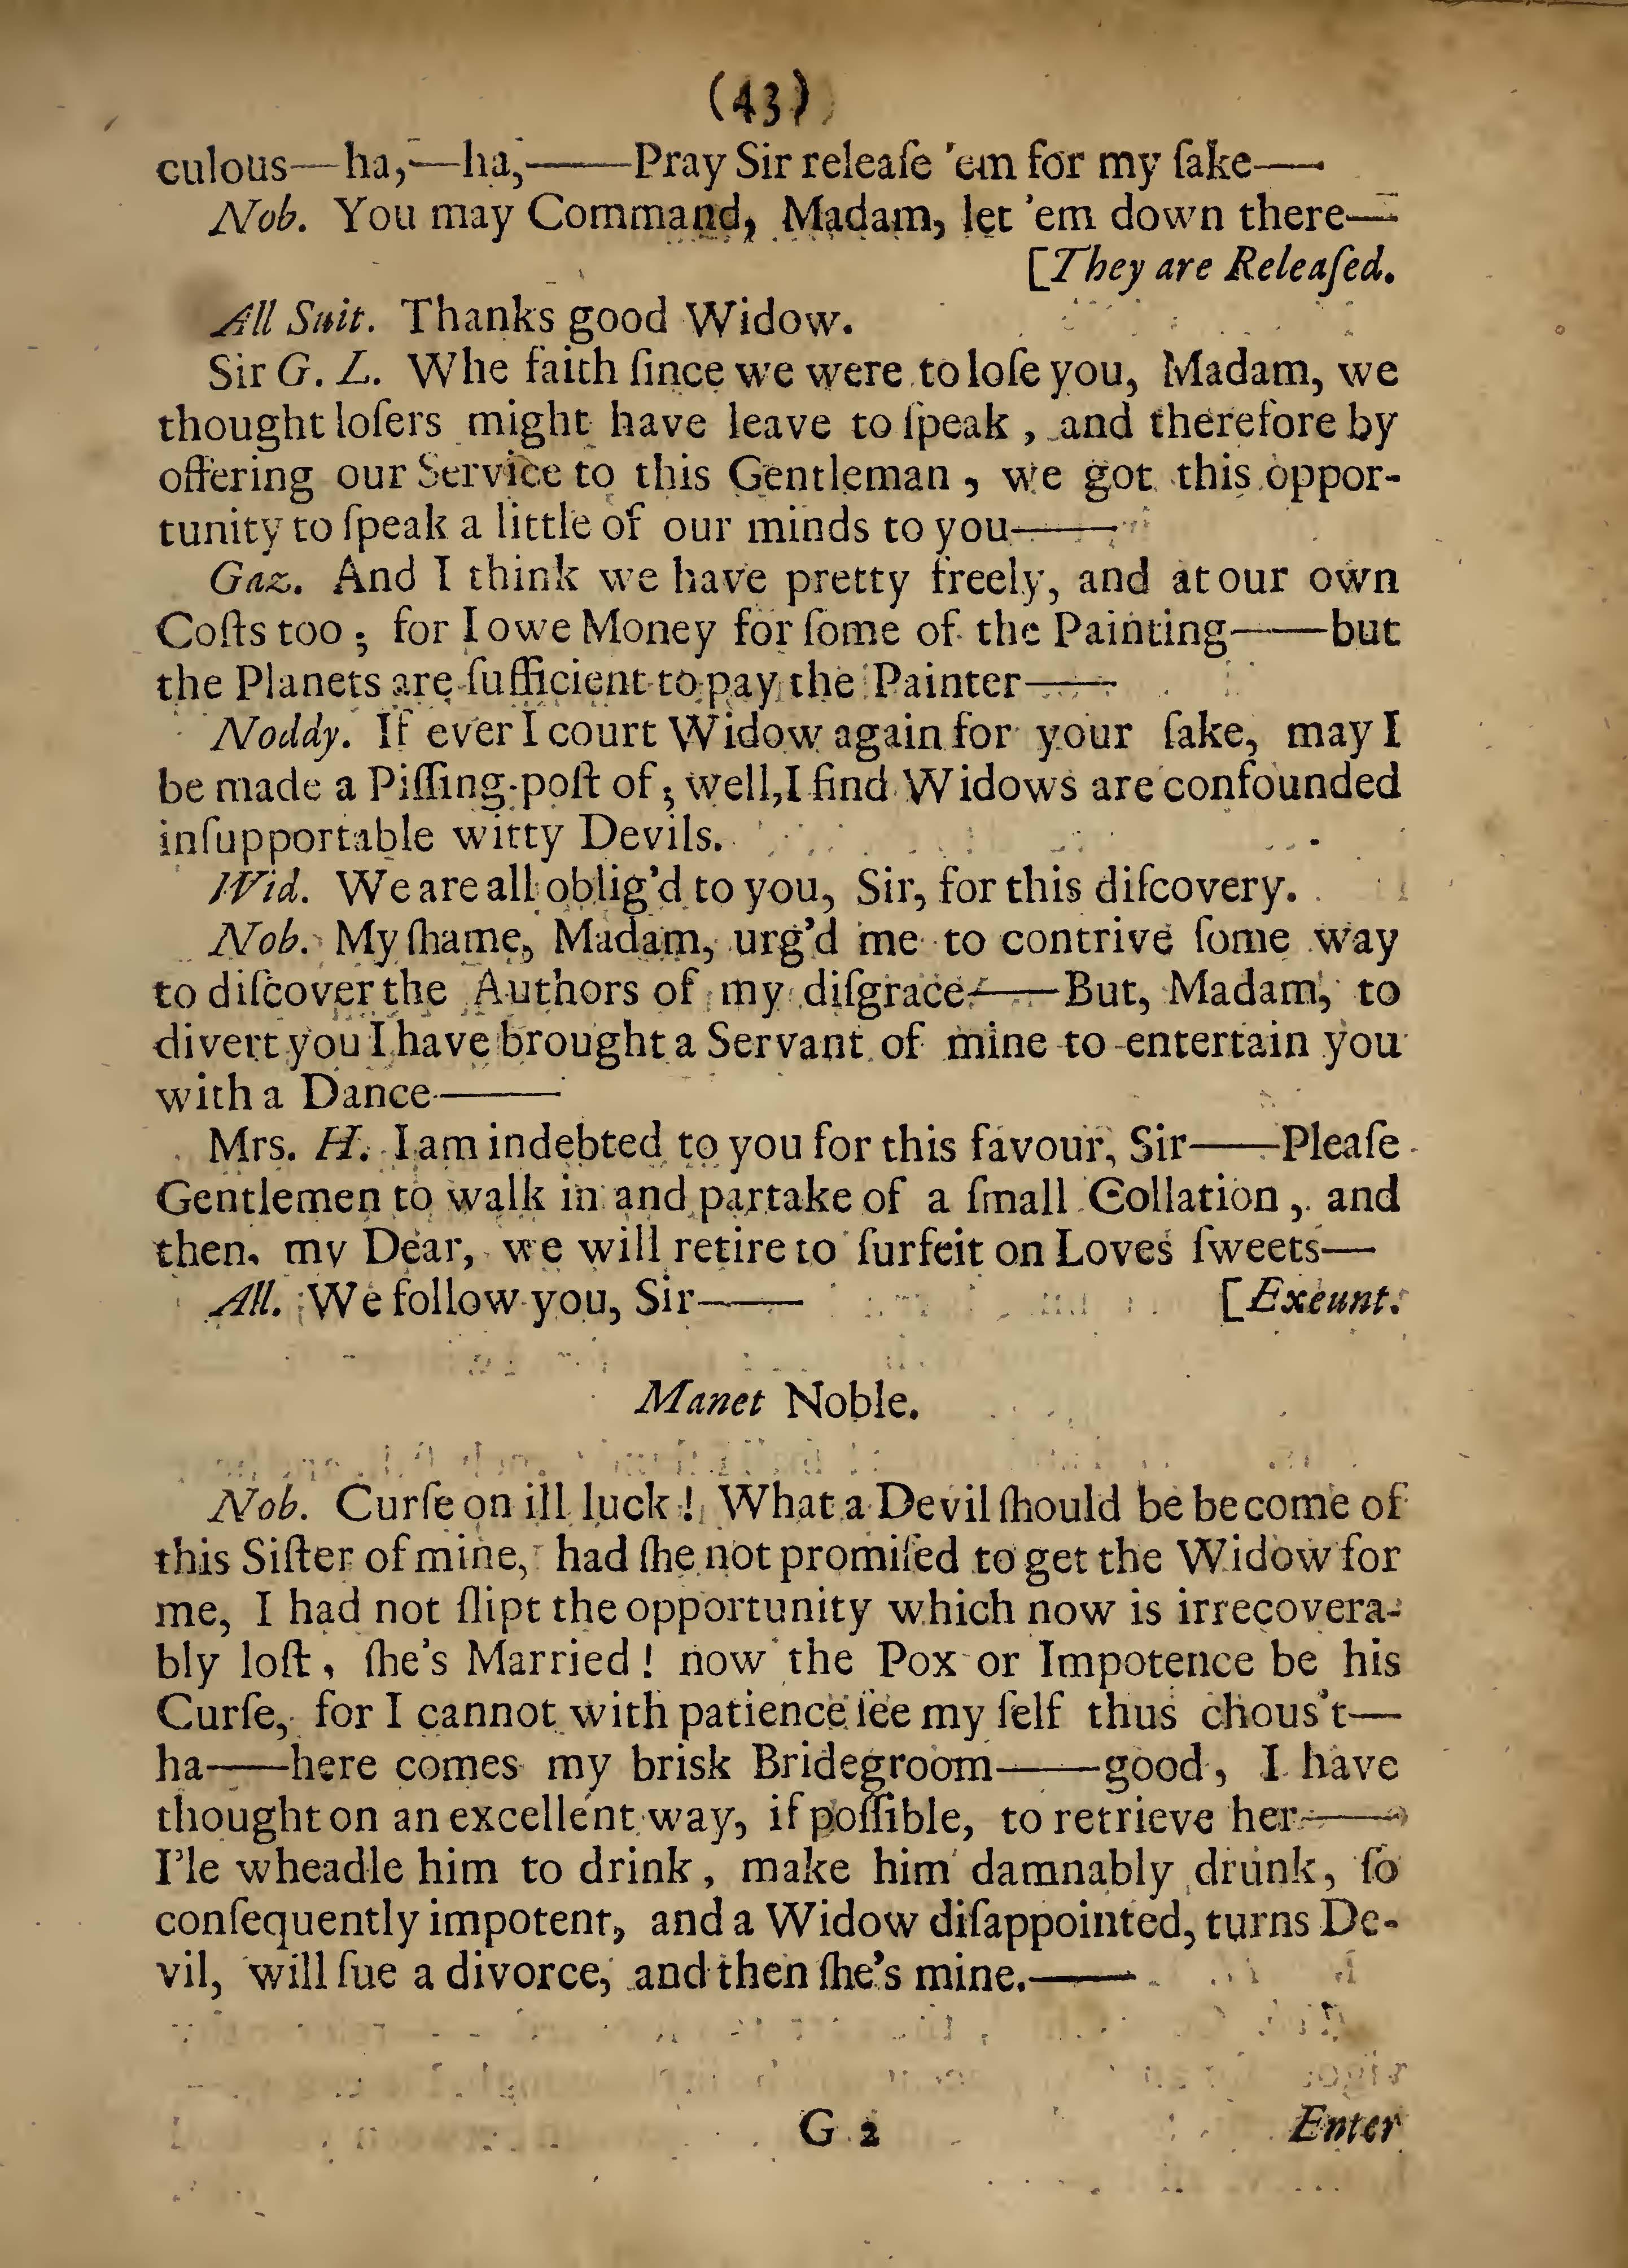 (43)
culous—ha,—ha,——Pray Sir releaſe 'em for my ſake—
Nob. You may Command, Madam, let 'em down there—
[They are Releaſed.
All Suit. Thanks good Widow.
Sir G. L. Whe faith ſince we were to loſe you, Madam, we
thought loſers might have leave to ſpeak, and therefore by
offering our Service to this Gentleman, we got this oppor-
tunity to ſpeak a little of our minds to you——
Gaz. And I think we have pretty freely, and at our own
Coſts too; for I owe Money for ſome of the Painting——but
the Planets are ſufficient to pay the Painter——
Noddy. If ever I court Widow again for your ſake, may I
be made a Piſſing-poſt of; well, I find Widows are confounded
inſupportable witty Devils.
Wid. We are all oblig'd to you, Sir, for this diſcovery.
Nob. My ſhame, Madam, urg'd me to contrive ſome way
to diſcover the Authors of my diſgrace——But, Madam, to
divert you I have brought a Servant of mine to entertain you
with a Dance——
Mrs. H. I am indebted to you for this favour, Sir——Pleaſe
Gentlemen to walk in and partake of a ſmall Collation, and
then, my Dear, we will retire to ſurfeit on Loves ſweets—
All. We follow you, Sir—— [Exeunt.
Manet Noble.
Nob. Curſe on ill luck! What a Devil ſhould be become of
this Siſter of mine, had ſhe not promiſed to get the Widow for
me, I had not ſlipt the opportunity which now is irrecovera-
bly loſt, ſhe's Married! now the Pox or Impotence be his
Curſe, for I cannot with patience ſee my ſelf thus chous't—
ha——here comes my brisk Bridegroom——good, I have
thought on an excellent way, if poſſible, to retrieve her——
I'le wheadle him to drink, make him damnably drunk, ſo
conſequently impotent, and a Widow diſappointed, turns De-
vil, will ſue a divorce, and then ſhe's mine.——
G 2 Enter